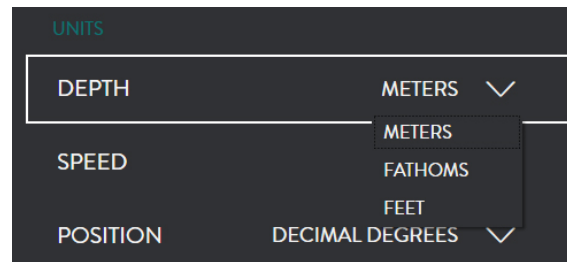 UNITS
DEPTH METERS
METERS
SPEED
FATHOMS
FEET
POSITION DECIMAL DEGREES